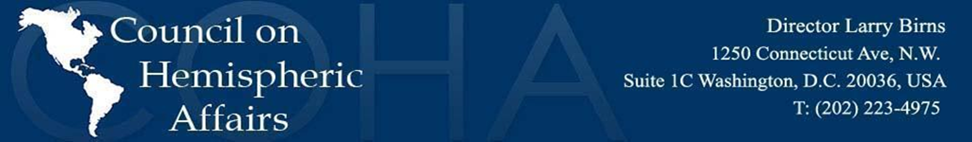 COHA
Council on
Hemispheric
Affairs
Director Larry Birns
1250 Connecticut Ave, N.W.
Suite 1C Washington, D.C. 20036, USA
T: (202) 223-4975